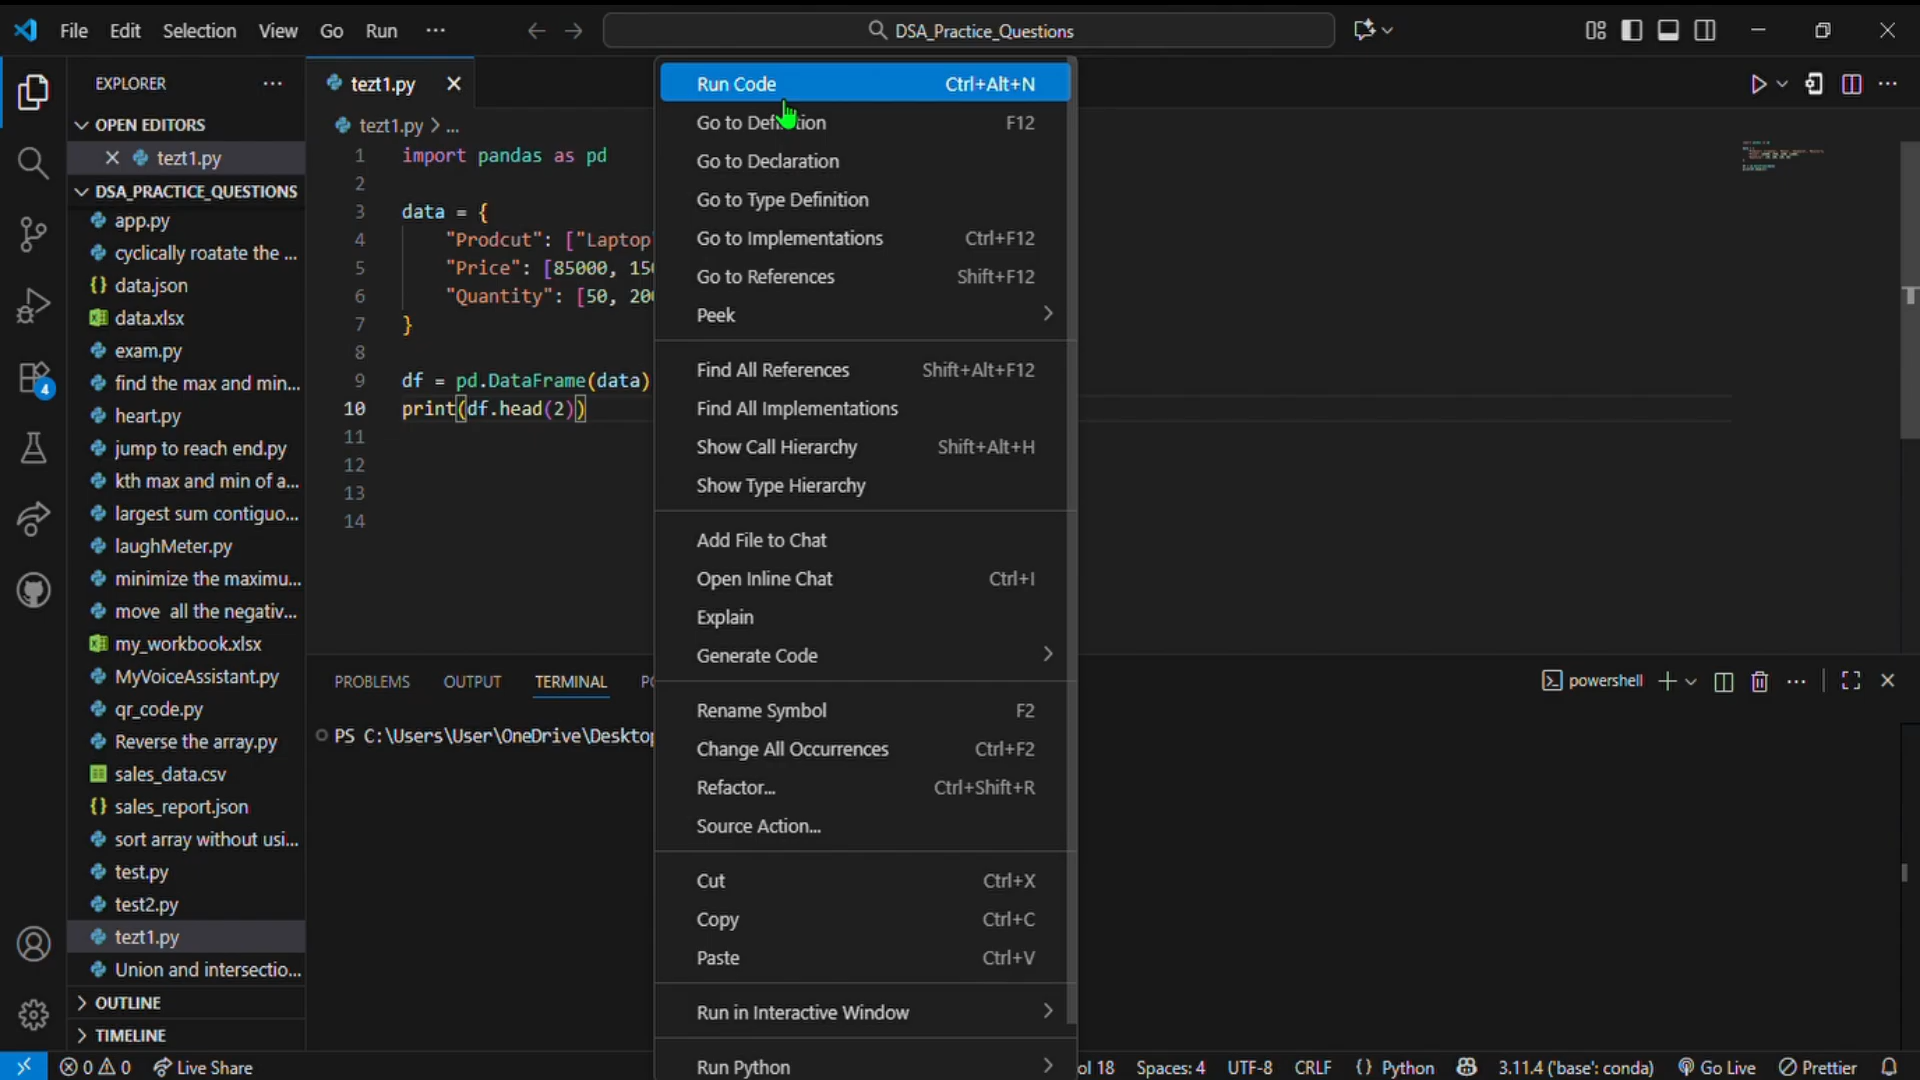 File Edit Selection View Go Run ···
DSA_Practice_Questions
EXPLORER ···
OPEN EDITORS
tezt1.py
DSA_PRACTICE_QUESTIONS
app.py
cyclically roatate the ...
data.json
data.xlsx
exam.py
find the max and min...
heart.py
jump to reach end.py
kth max and min of a...
largest sum contiguo...
laughMeter.py
minimize the maximu...
move  all the negativ...
my_workbook.xlsx
MyVoiceAssistant.py
qr_code.py
Reverse the array.py
sales_data.csv
sales_report.json
sort array without usi...
test.py
test2.py
tezt1.py
Union and intersectio...
OUTLINE
TIMELINE
4
tezt1.py
tezt1.py > ...
1 import pandas as pd
2
3 data = {
4 "Prodcut": ["Laptop
5 "Price": [85000, 15
6 "Quantity": [50, 20
7 }
8
9 df = pd.DataFrame(data)
10 print(df.head(2))
11
12
13
14
Run Code Ctrl+Alt+N
Go to Definition F12
Go to Declaration
Go to Type Definition
Go to Implementations Ctrl+F12
Go to References Shift+F12
Peek
Find All References Shift+Alt+F12
Find All Implementations
Show Call Hierarchy Shift+Alt+H
Show Type Hierarchy
Add File to Chat
Open Inline Chat Ctrl+I
Explain
Generate Code
Rename Symbol F2
Change All Occurrences Ctrl+F2
Refactor... Ctrl+Shift+R
Source Action...
Cut Ctrl+X
Copy Ctrl+C
Paste Ctrl+V
Run in Interactive Window
Run Python
PROBLEMS OUTPUT TERMINAL
powershell
PS C:\Users\User\OneDrive\Desktop
0 0 Live Share
ol 18 Spaces: 4 UTF-8 CRLF {} Python 3.11.4 ('base': conda) Go Live Prettier